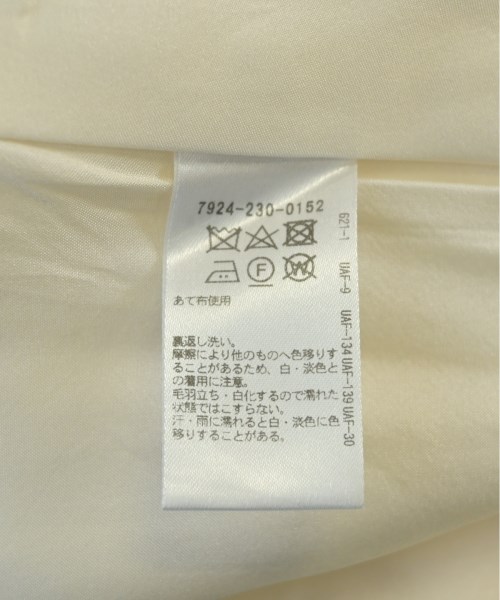 7924-230-0152
F
W
あて布使用
裏返し洗い。
摩擦により他のものへ色移りす
ることがあるため、白・淡色と
の着用に注意。
毛羽立ち・白化するので濡れた
状態ではこすらない。
汗・雨に濡れると白・淡色に色
移りすることがある。
621-1 UAF-9 UAF-134 UAF-139 UAF-30